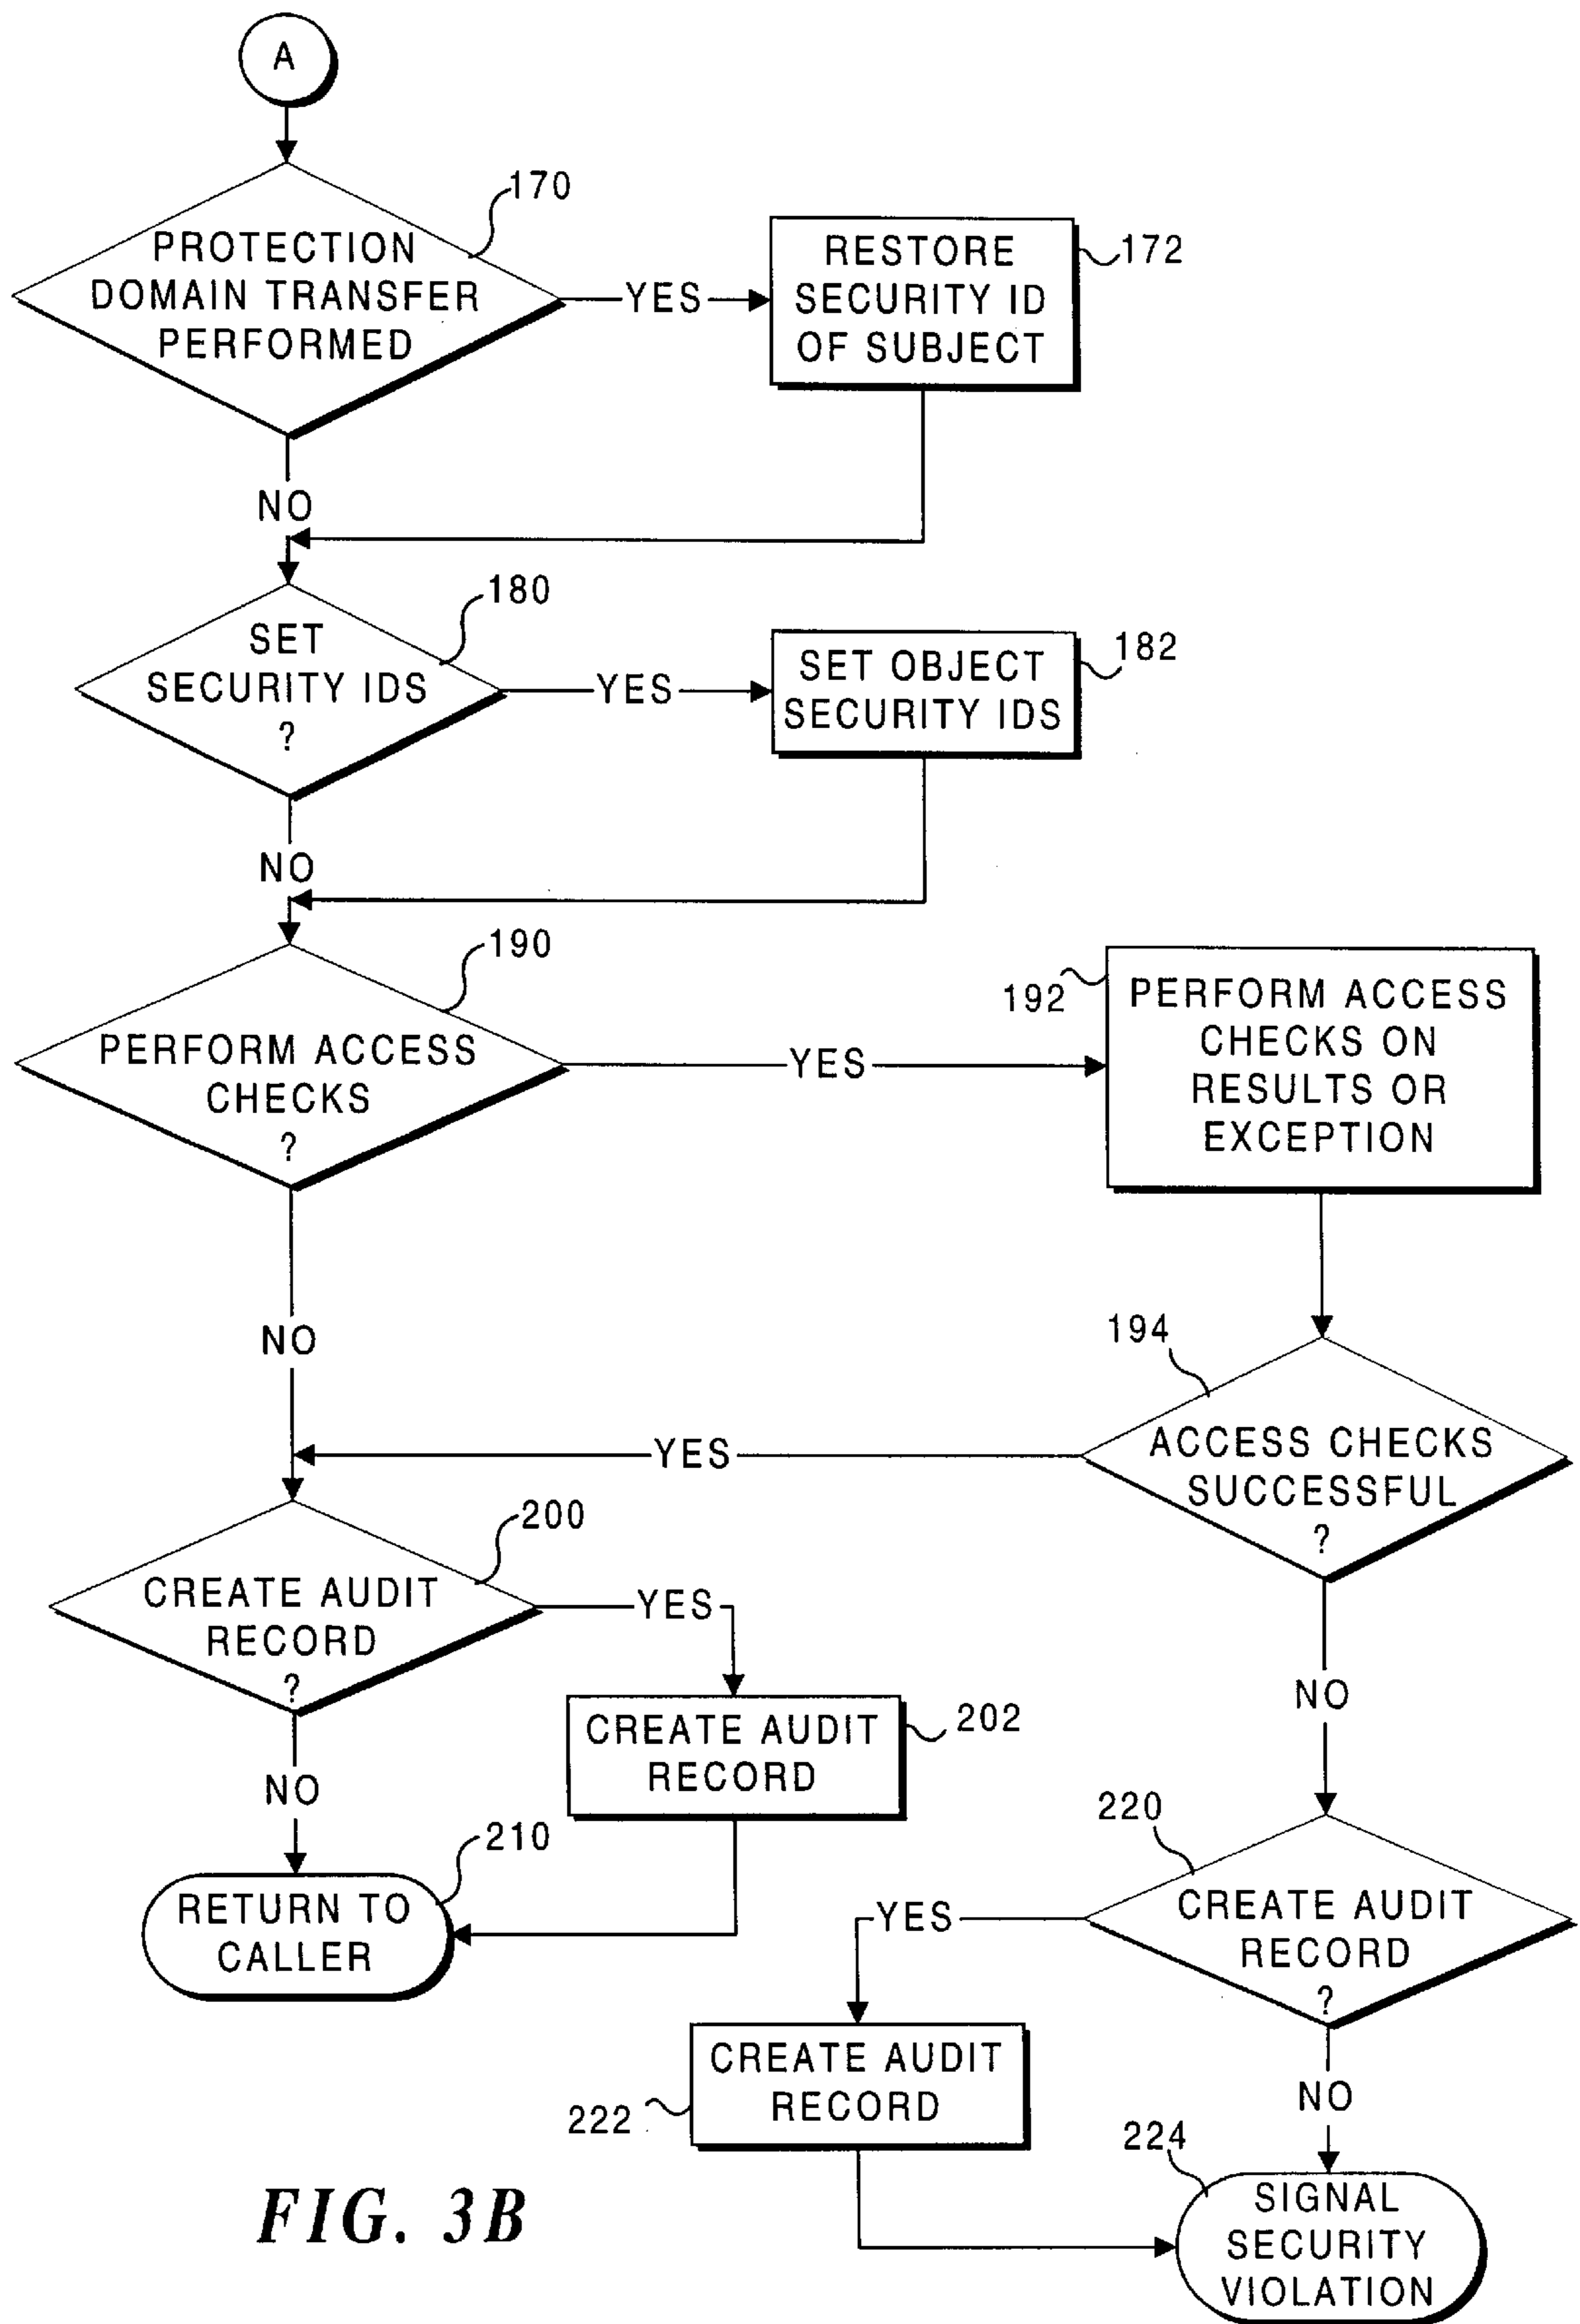 A
170
PROTECTION
DOMAIN TRANSFER
PERFORMED
YES
RESTORE
SECURITY ID
OF SUBJECT
172
NO
180
SET
SECURITY IDS
?
YES
SET OBJECT
SECURITY IDS
182
NO
190
PERFORM ACCESS
CHECKS
?
YES
192
PERFORM ACCESS
CHECKS ON
RESULTS OR
EXCEPTION
NO
194
ACCESS CHECKS
SUCCESSFUL
?
YES
200
CREATE AUDIT
RECORD
?
YES
CREATE AUDIT
RECORD
202
NO
NO
210
RETURN TO
CALLER
220
CREATE AUDIT
RECORD
?
YES
CREATE AUDIT
RECORD
222
NO
224
SIGNAL
SECURITY
VIOLATION
FIG. 3B